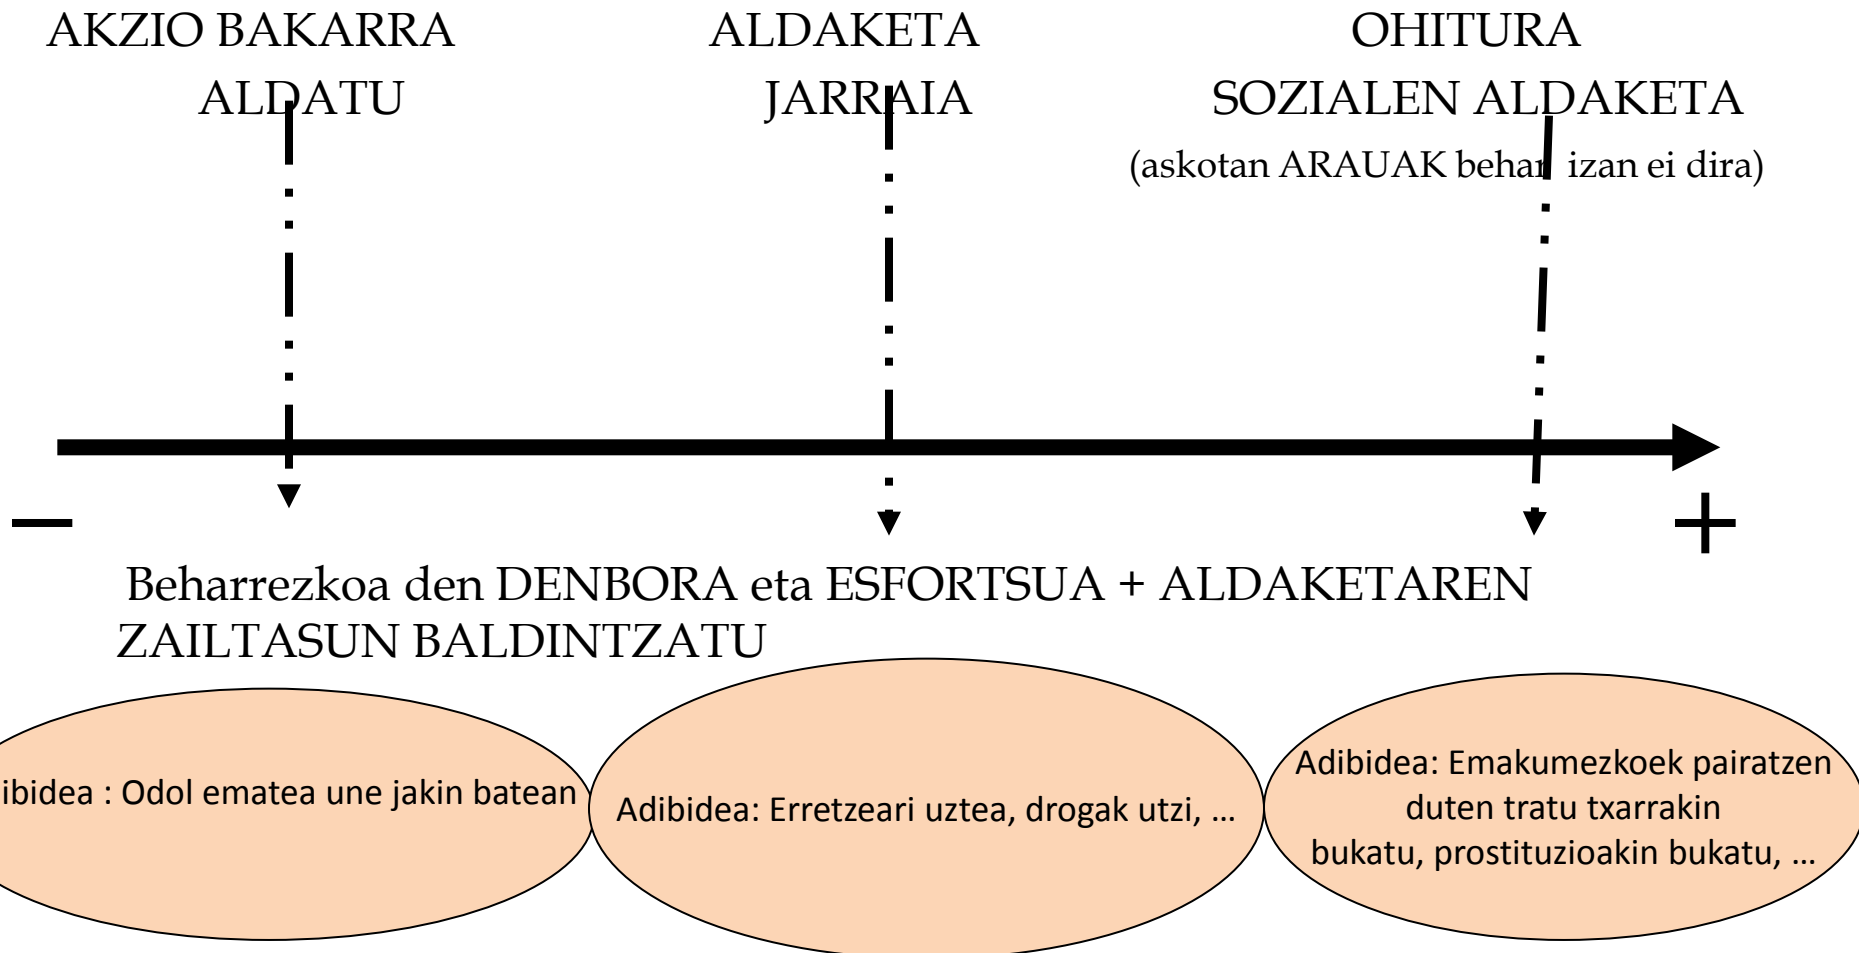 AKZIO BAKARRA
ALDATU
ALDAKETA
JARRAIA
OHITURA
SOZIALEN ALDAKETA
(askotan ARAUAK behar izan ei dira)
— +
Beharrezkoa den DENBORA eta ESFORTSUA + ALDAKETAREN
ZAILTASUN BALDINTZATU
ibidea : Odol ematea une jakin batean
Adibidea: Erretzeari uztea, drogak utzi, ...
Adibidea: Emakumezkoek pairatzen
duten tratu txarrakin
bukatu, prostituzioakin bukatu, ...